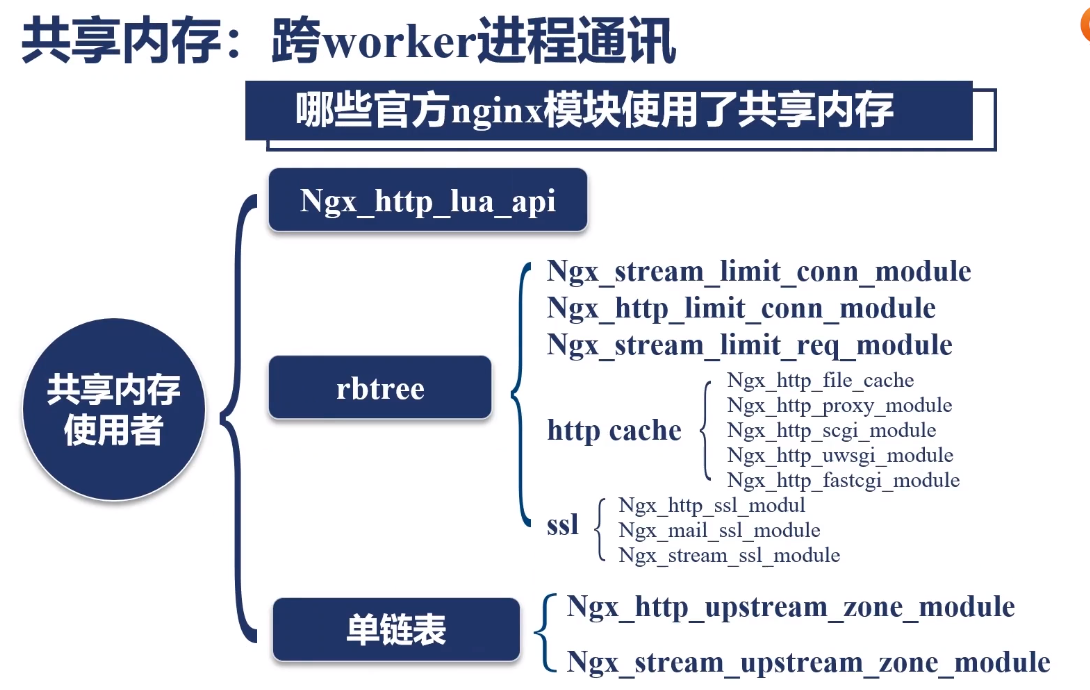 共享内存：跨worker进程通讯
哪些官方nginx模块使用了共享内存
Ngx_http_lua_api
Ngx_stream_limit_conn_module
Ngx_http_limit_conn_module
Ngx_stream_limit_req_module
共享内存
使用者
rbtree
http cache
Ngx_http_file_cache
Ngx_http_proxy_module
Ngx_http_scgi_module
Ngx_http_uwsgi_module
Ngx_http_fastcgi_module
ssl
Ngx_http_ssl_modul
Ngx_mail_ssl_module
Ngx_stream_ssl_module
单链表
Ngx_http_upstream_zone_module
Ngx_stream_upstream_zone_module